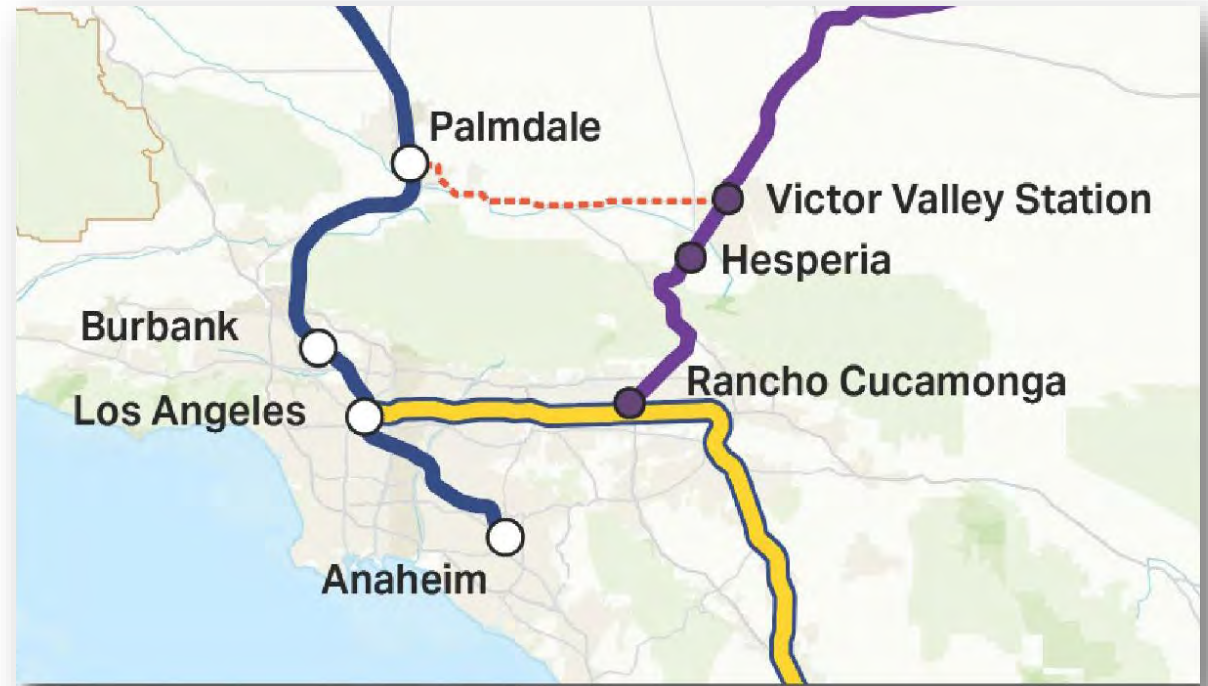 Palmdale
Victor Valley Station
Hesperia
Burbank
Rancho Cucamonga
Los Angeles
Anaheim